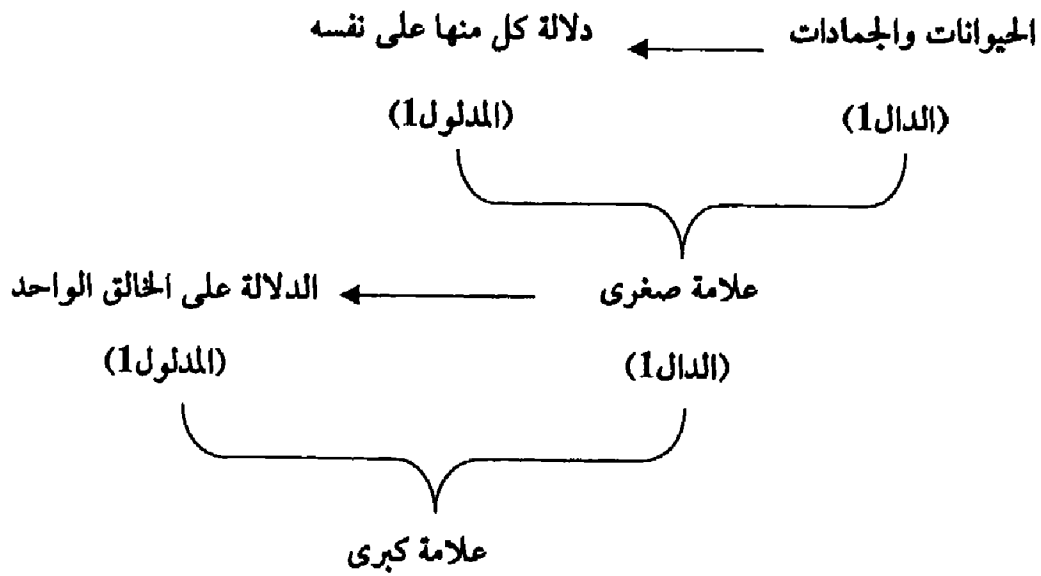 الحيوانات والجمادات دلالة كل منها على نفسه
(الدال1) (المدلول1)
علامة صغرى الدلالة على الخالق الواحد
(الدال1) (المدلول1)
علامة كبرى